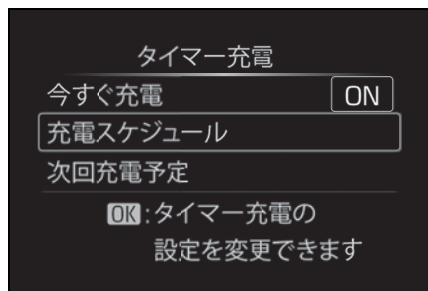 タイマー充電
今すぐ充電 ON
充電スケジュール
次回充電予定
OK:タイマー充電の
設定を変更できます